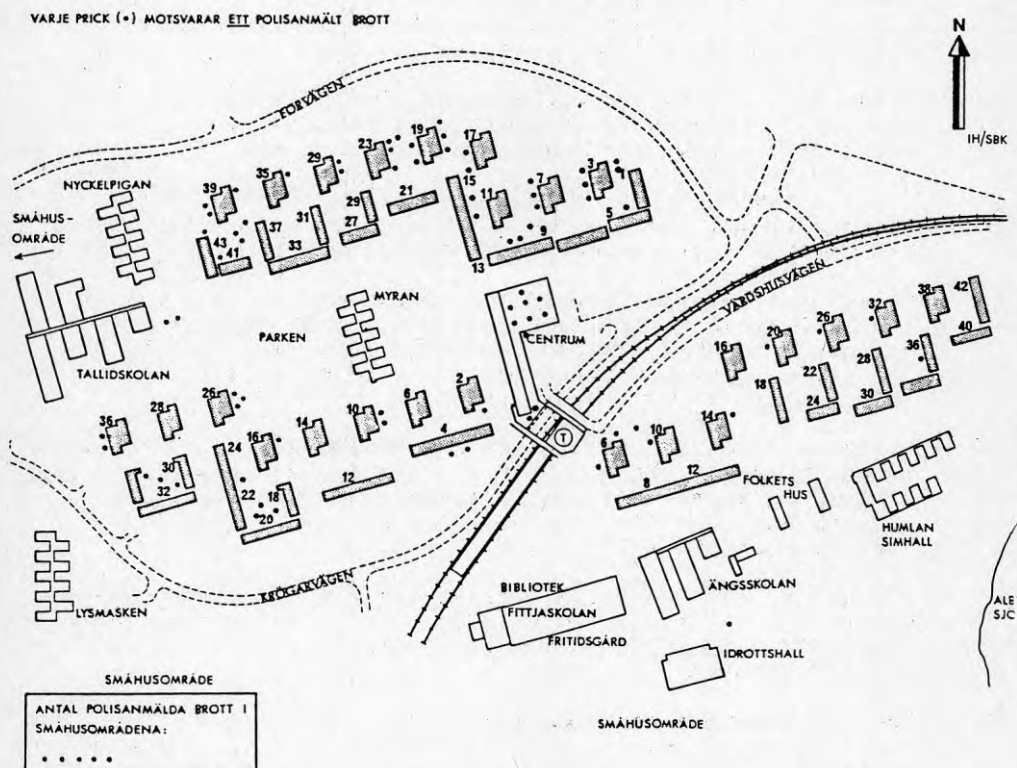 VARJE PRICK (•) MOTSVARAR ETT POLISANMÄLT BROTT
N
IH/SBK
FORVÄGEN
19
17
23
29
3
35
7
1
39
15
11
21
29
31
5
37
27
9
43
41
33
13
NYCKELPIGAN
SMÅHUS-
OMRÅDE
TALLIDSKOLAN
MYRAN
PARKEN
CENTRUM
VÄRDSHUSVÄGEN
42
38
32
26
20
40
16
36
28
22
18
24
30
2
6
26
10
28
14
36
16
24
4
T
14
10
6
30
32
22
18
12
8
12
20
FOLKETS
HUS
HUMLAN
SIMHALL
KRÖGARVÄGEN
LYSMASKEN
BIBLIOTEK
FITTJASKOLAN
FRITIDSGÅRD
ÄNGSSKOLAN
IDROTTSHALL
ALE
SJC
SMÅHUSOMRÅDE
SMÅHUSOMRÅDE
ANTAL POLISANMÄLDA BROTT I
SMÅHUSOMRÅDENA:
• • • • •